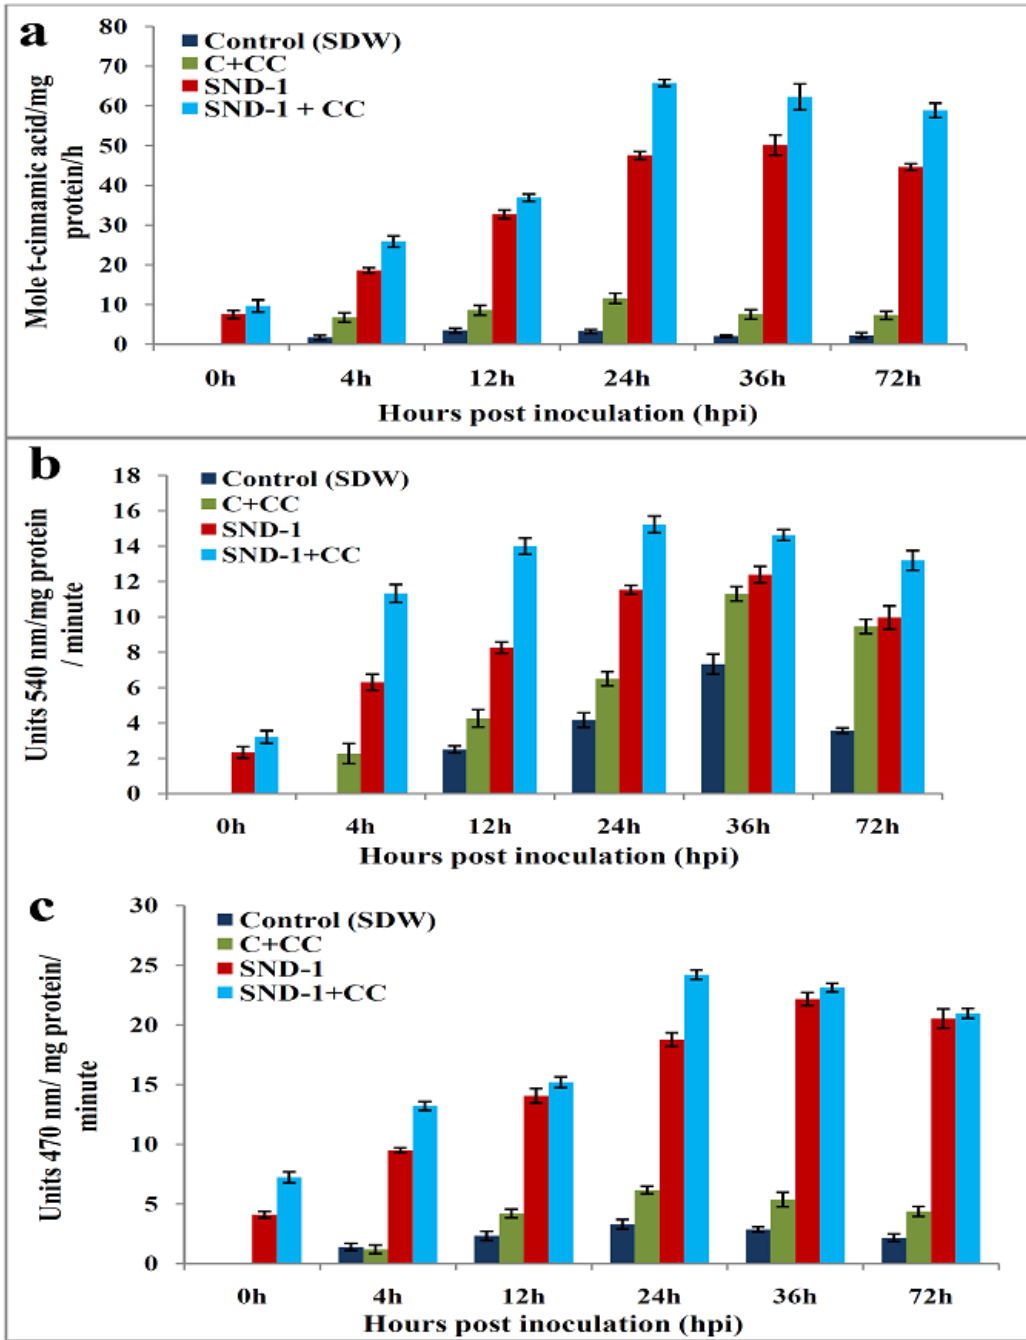 a
80
70
60
50
40
30
20
10
0
Mole t-cinnamic acid/mg
protein/h
Control (SDW)
C+CC
SND-1
SND-1 + CC
0h 4h 12h 24h 36h 72h
Hours post inoculation (hpi)
b
18
16
14
12
10
8
6
4
2
0
Units 540 nm/mg protein
/ minute
Control (SDW)
C+CC
SND-1
SND-1+CC
0h 4h 12h 24h 36h 72h
Hours post inoculation (hpi)
c
30
25
20
15
10
5
0
Units 470 nm/ mg protein/
minute
Control (SDW)
C+CC
SND-1
SND-1+CC
0h 4h 12h 24h 36h 72h
Hours post inoculation (hpi)